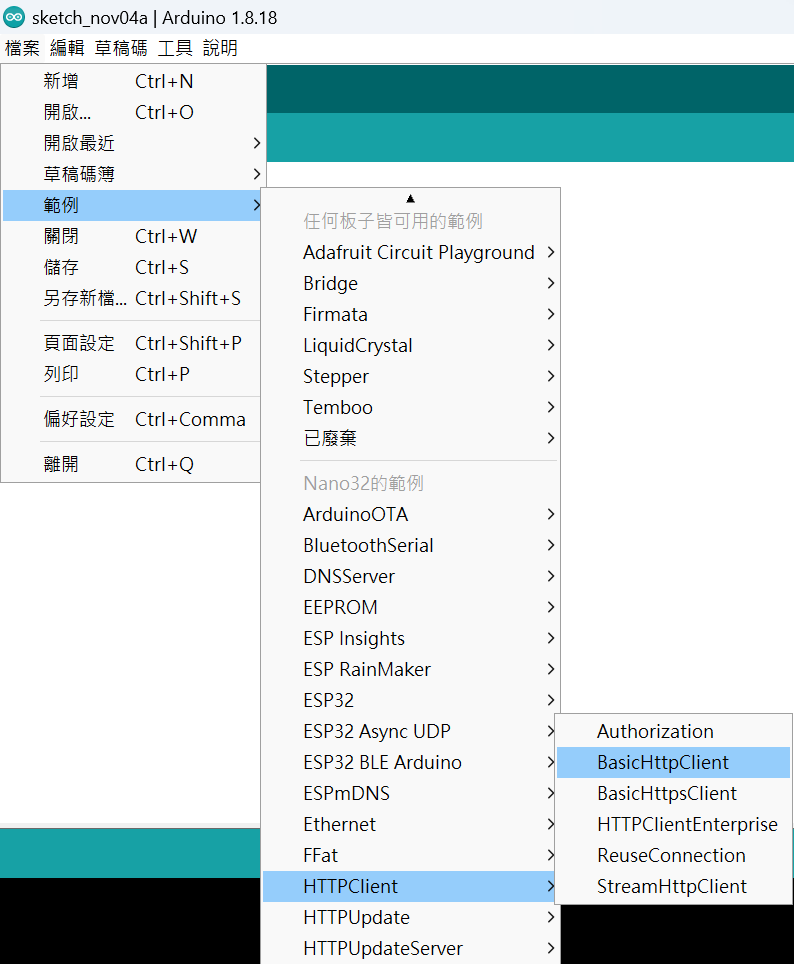 sketch_nov04a | Arduino 1.8.18
檔案 編輯 草稿碼 工具 說明
新增 Ctrl+N
開啟... Ctrl+O
開啟最近
草稿碼簿
範例
關閉 Ctrl+W
儲存 Ctrl+S
另存新檔... Ctrl+Shift+S
頁面設定 Ctrl+Shift+P
列印 Ctrl+P
偏好設定 Ctrl+Comma
離開 Ctrl+Q
任何板子皆可用的範例
Adafruit Circuit Playground
Bridge
Firmata
LiquidCrystal
Stepper
Temboo
已廢棄
Nano32的範例
ArduinoOTA
BluetoothSerial
DNSServer
EEPROM
ESP Insights
ESP RainMaker
ESP32
ESP32 Async UDP
ESP32 BLE Arduino
ESPmDNS
Ethernet
FFat
HTTPClient
HTTPUpdate
HTTPUpdateServer
Authorization
BasicHttpClient
BasicHttpsClient
HTTPClientEnterprise
ReuseConnection
StreamHttpClient